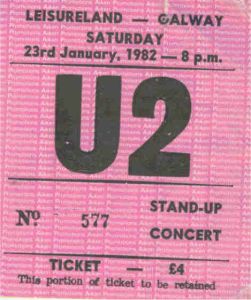 LEISURELAND — GALWAY
SATURDAY
23rd January, 1982 — 8 p.m.
U2
STAND-UP
No 577
CONCERT
TICKET — £4
This portion of ticket to be retained